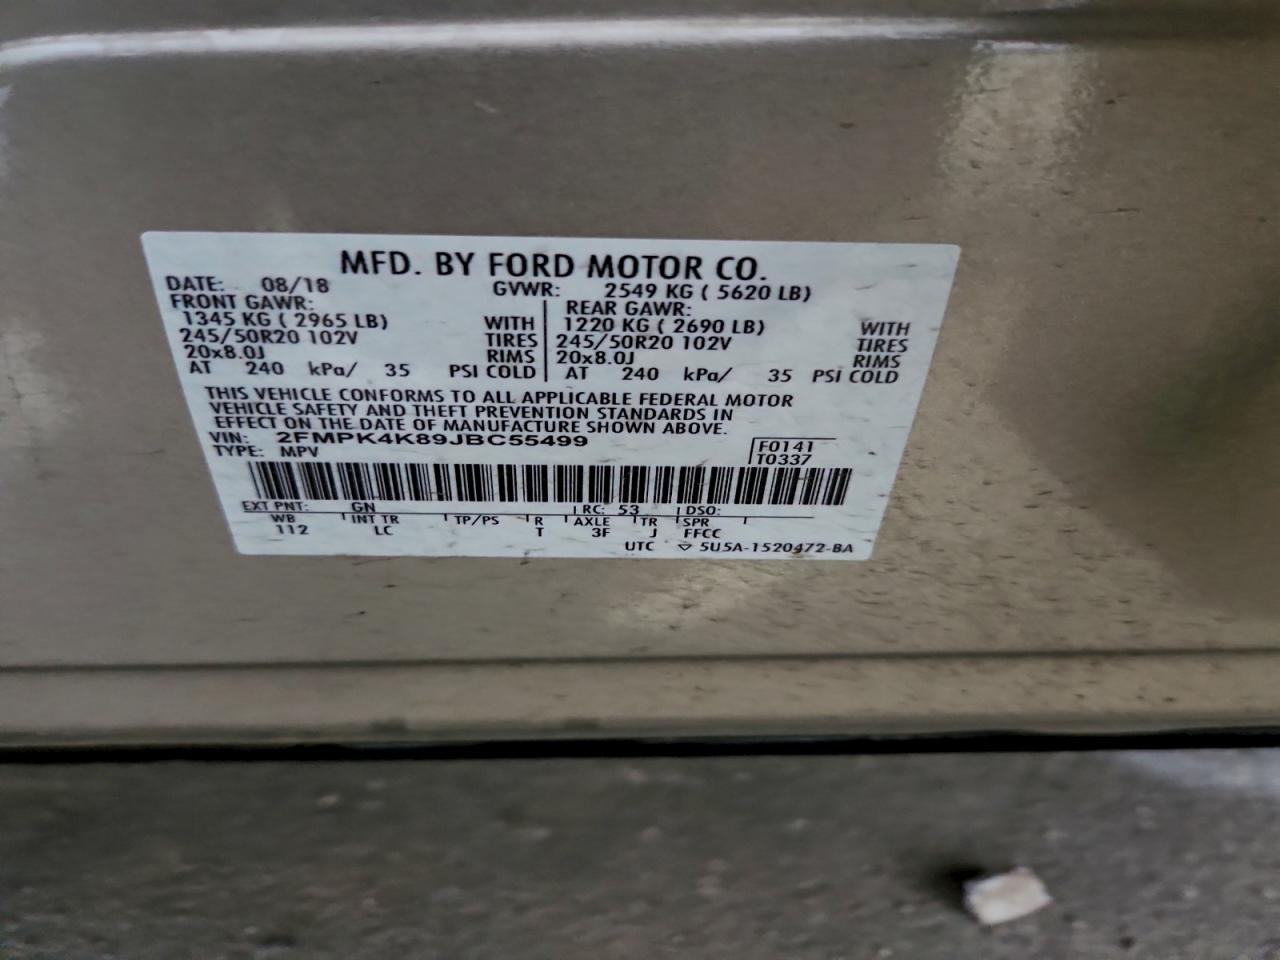 MFD. BY FORD MOTOR CO.
DATE: 08/18 GVWR: 2549 KG ( 5620 LB)
FRONT GAWR: REAR GAWR:
1345 KG ( 2965 LB) WITH 1220 KG ( 2690 LB) WITH
245/50R20 102V TIRES 245/50R20 102V TIRES
20x8.0J RIMS 20x8.0J RIMS
AT 240 kPa/ 35 PSI COLD AT 240 kPa/ 35 PSI COLD
THIS VEHICLE CONFORMS TO ALL APPLICABLE FEDERAL MOTOR
VEHICLE SAFETY AND THEFT PREVENTION STANDARDS IN
EFFECT ON THE DATE OF MANUFACTURE SHOWN ABOVE.
VIN: 2FMPK4K89JBC55499 F0141
TYPE: MPV T0337
EXT PNT: GN RC: 53 DSO:
WB INT TR TP/PS R AXLE TR SPR
112 LC T 3F J FFCC
UTC ▽ 5U5A-1520472-BA